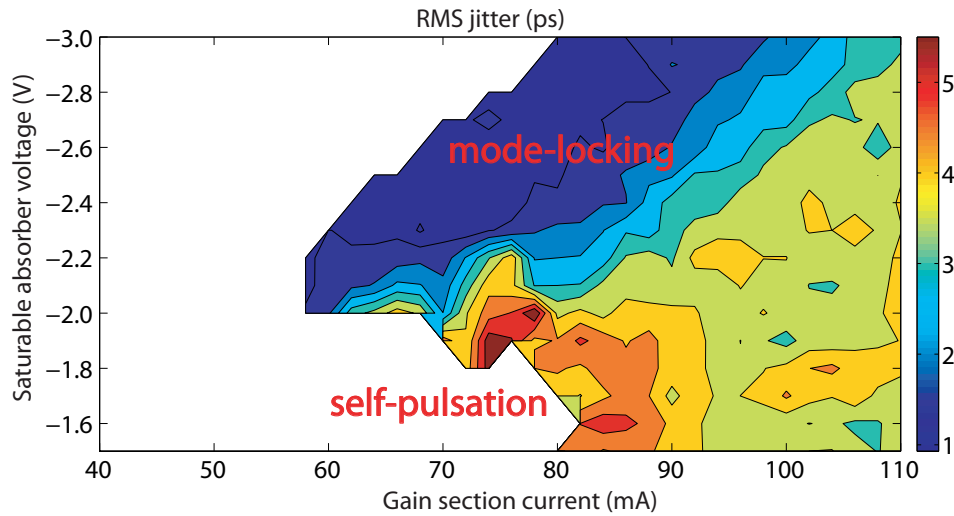 RMS jitter (ps)
Saturable absorber voltage (V)
−3.0
−2.8
−2.6
−2.4
−2.2
−2.0
−1.8
−1.6
mode-locking
self-pulsation
5
4
3
2
1
40 50 60 70 80 90 100 110
Gain section current (mA)